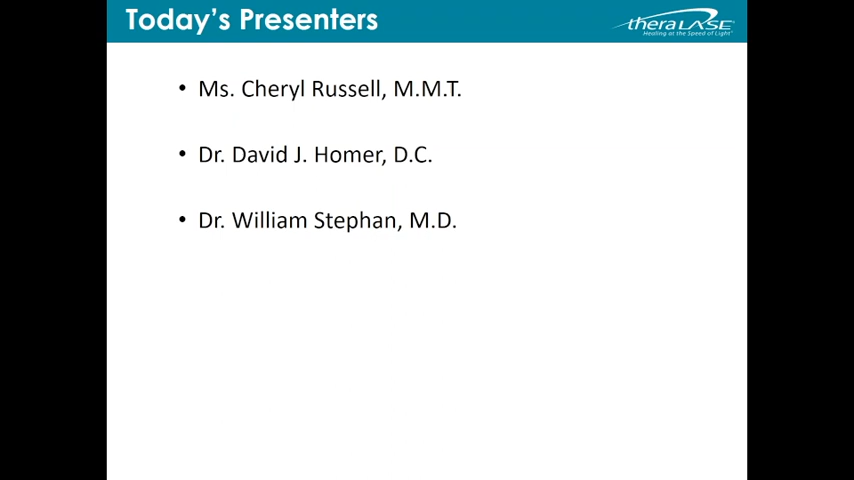 Today's Presenters
theraLASE®
Healing at the Speed of Light®
• Ms. Cheryl Russell, M.M.T.
• Dr. David J. Homer, D.C.
• Dr. William Stephan, M.D.